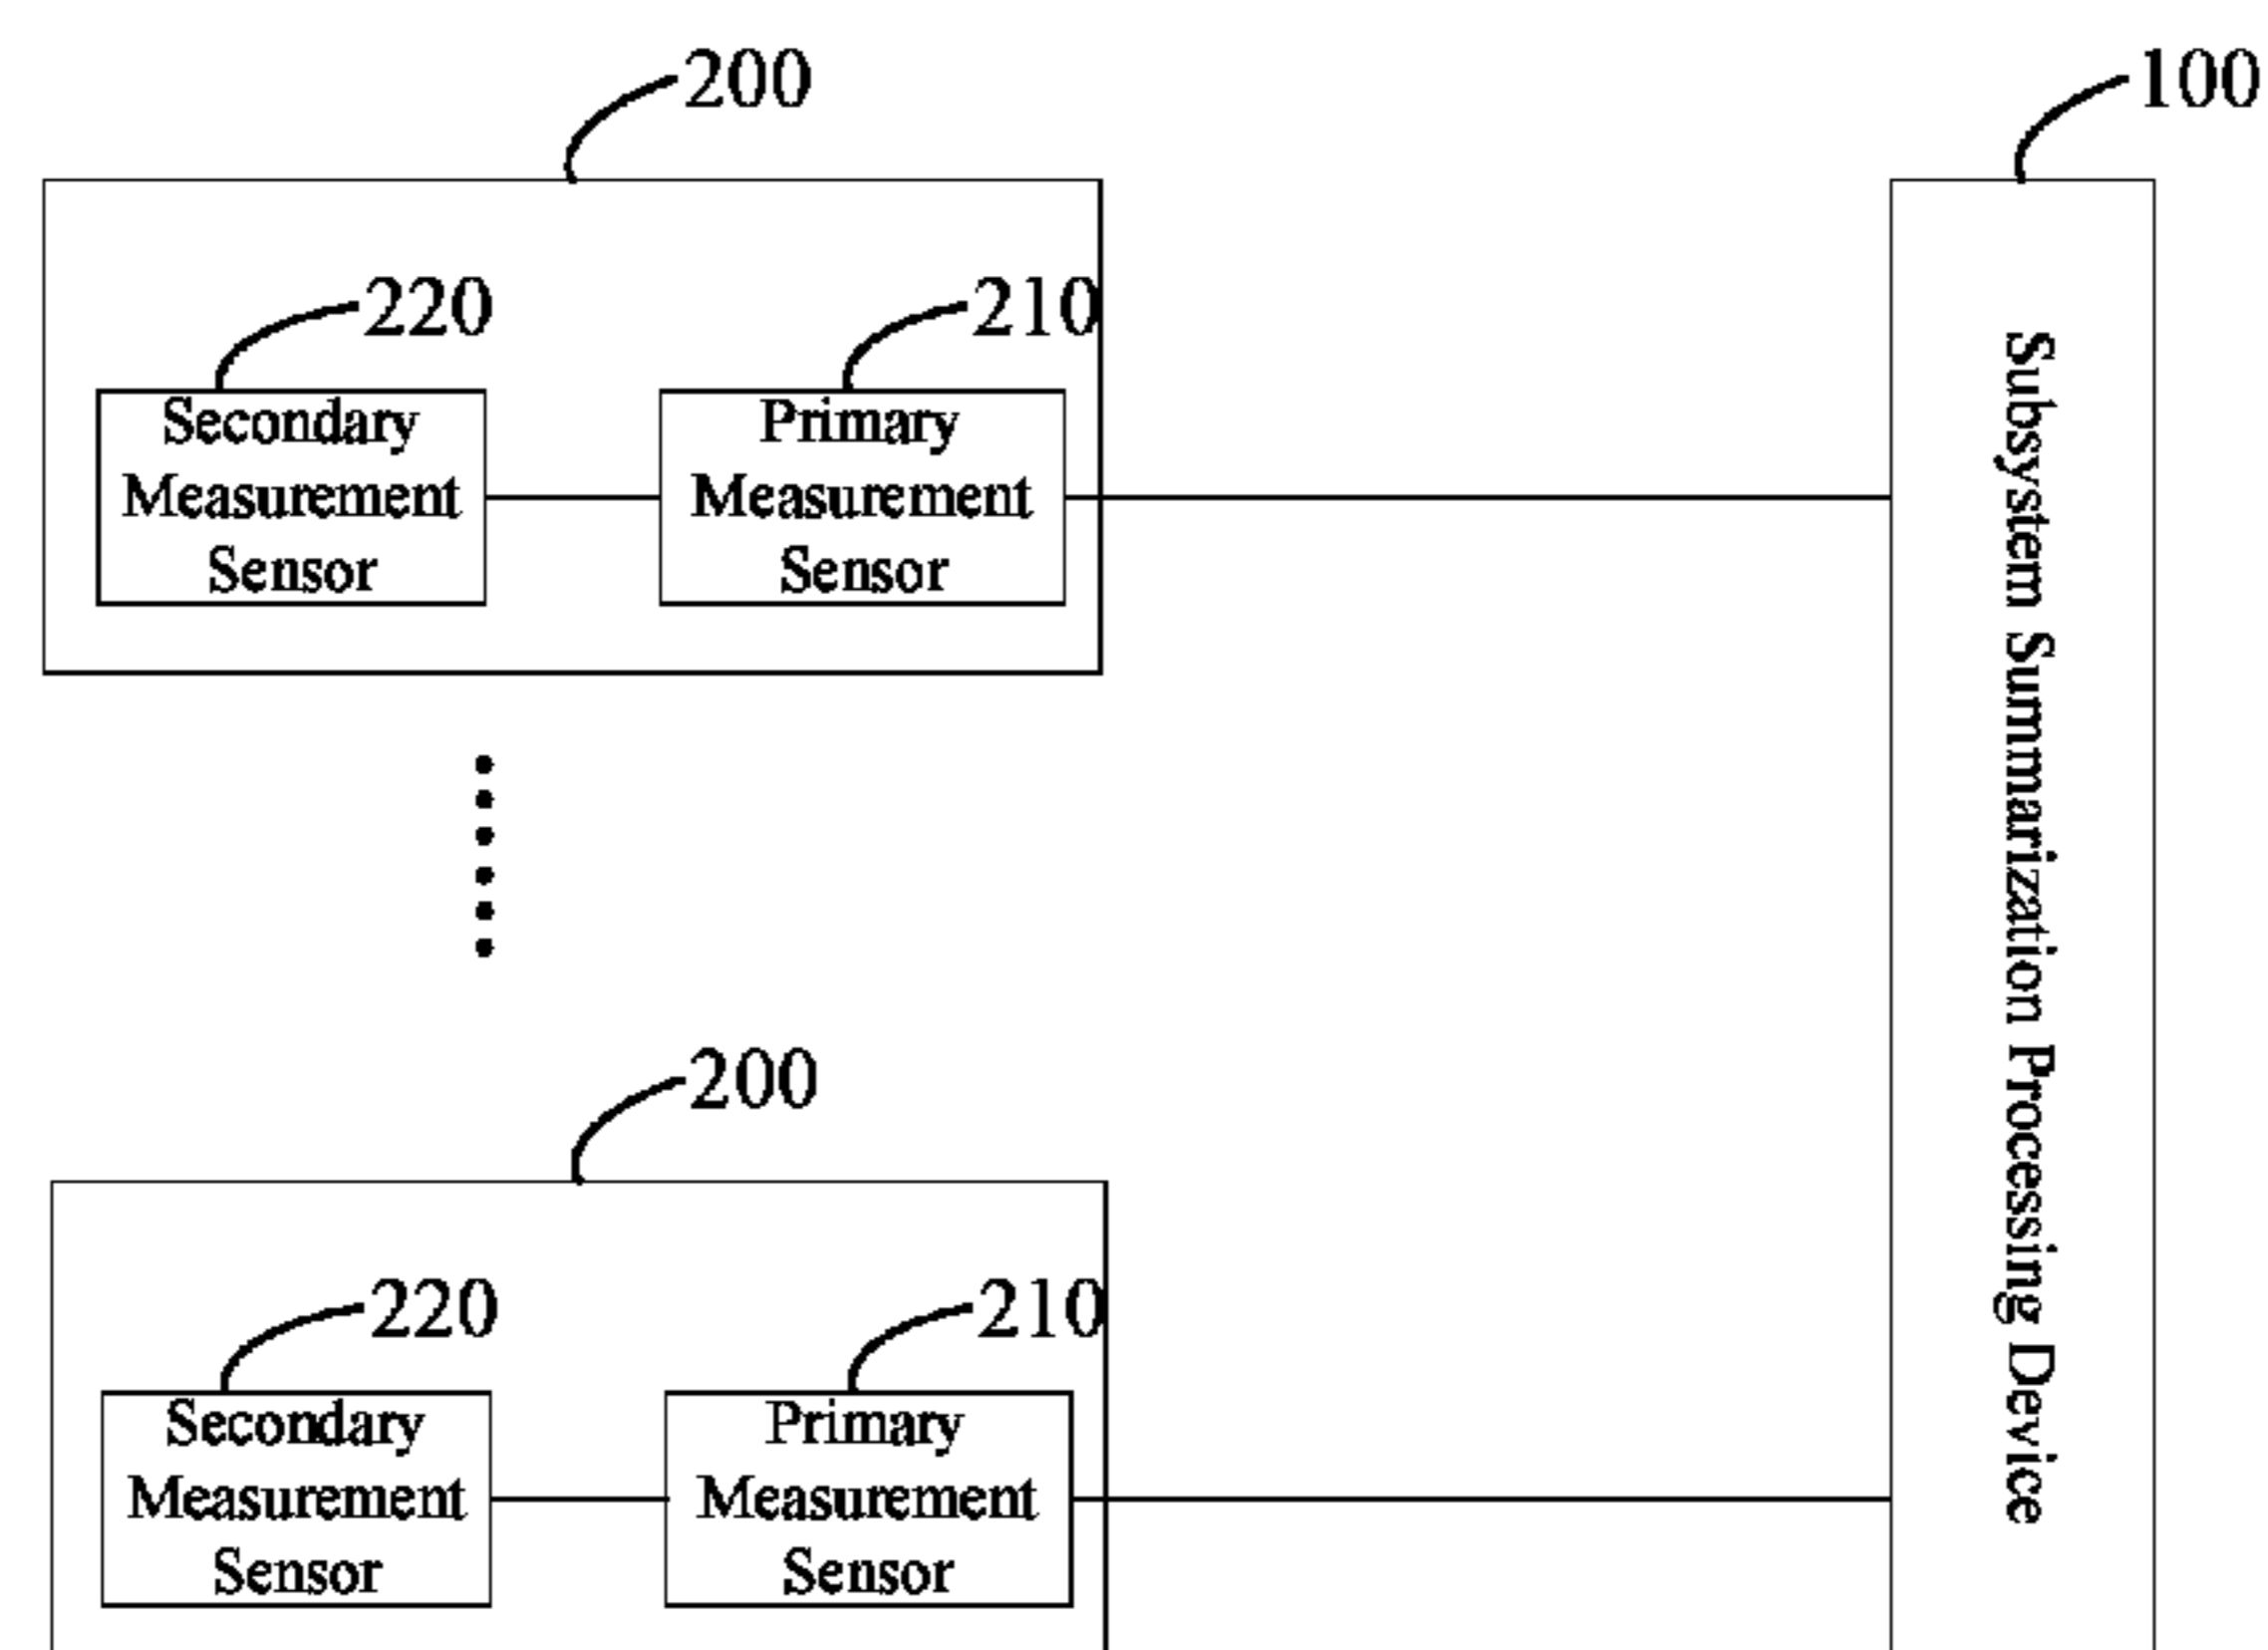 200
100
220
210
Secondary
Measurement
Sensor
Primary
Measurement
Sensor
Subsystem Summarization Processing Device
200
220
210
Secondary
Measurement
Sensor
Primary
Measurement
Sensor